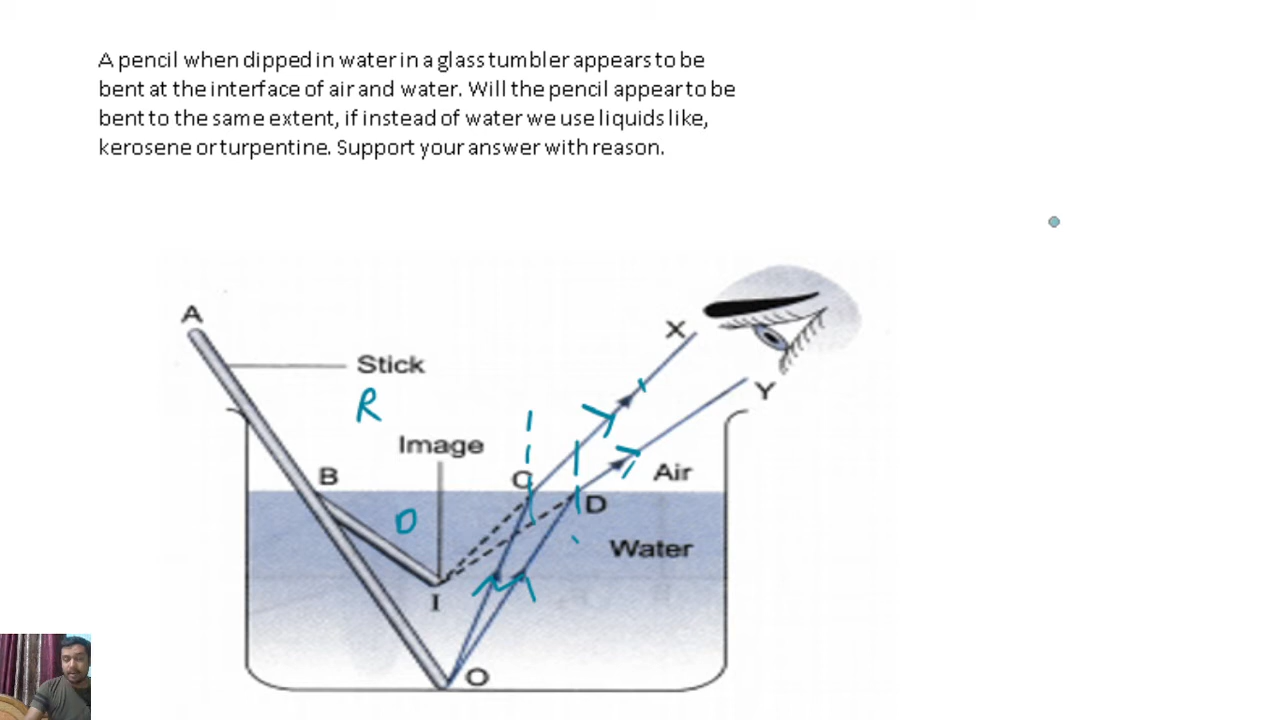 A pencil when dipped in water in a glass tumbler appears to be
bent at the interface of air and water. Will the pencil appear to be
bent to the same extent, if instead of water we use liquids like,
kerosene or turpentine. Support your answer with reason.
A
X
Stick
Y
R
Image
B
C
Air
D
D
Water
I
O